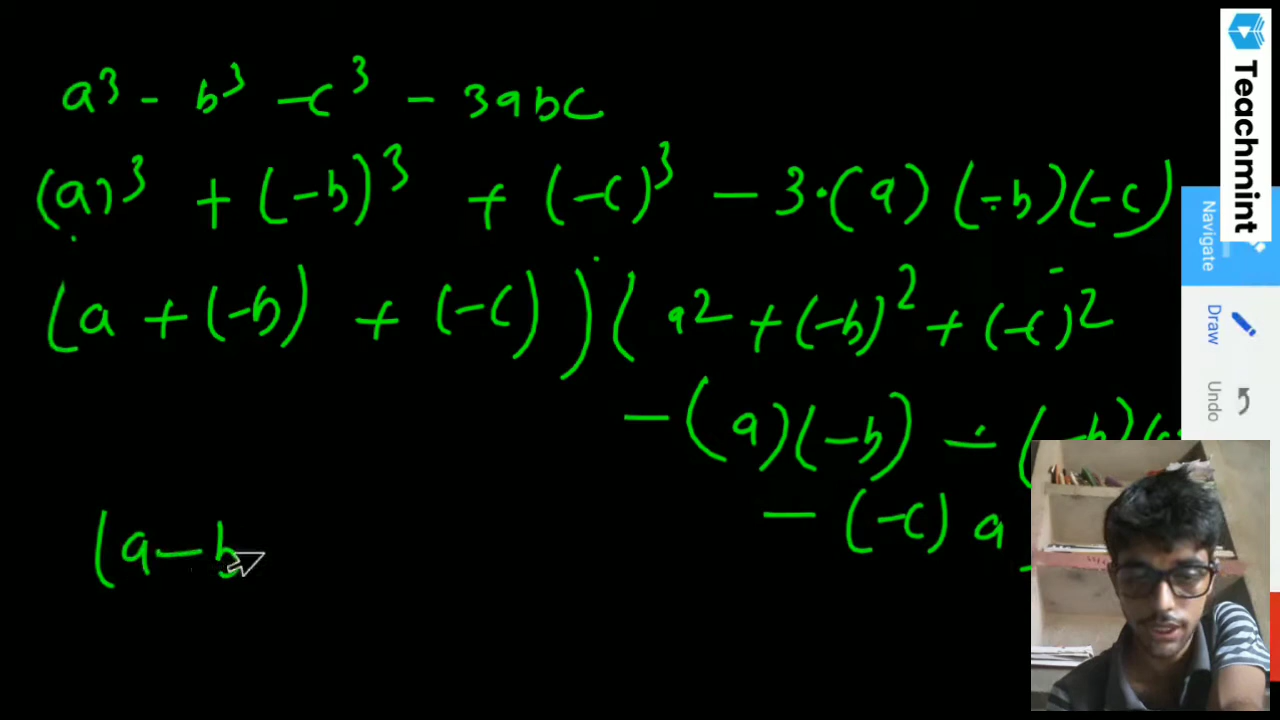 a³ - b³ - c³ - 3abc
(a)³ + (-b)³ + (-c)³ - 3·(a)(-b)(-c)
(a + (-b) + (-c))(a² + (-b)² + (-c)²
-(a)(-b) - (-b)(
- (-c) a
(a - b
Teachmint
Navigate
Draw
Undo